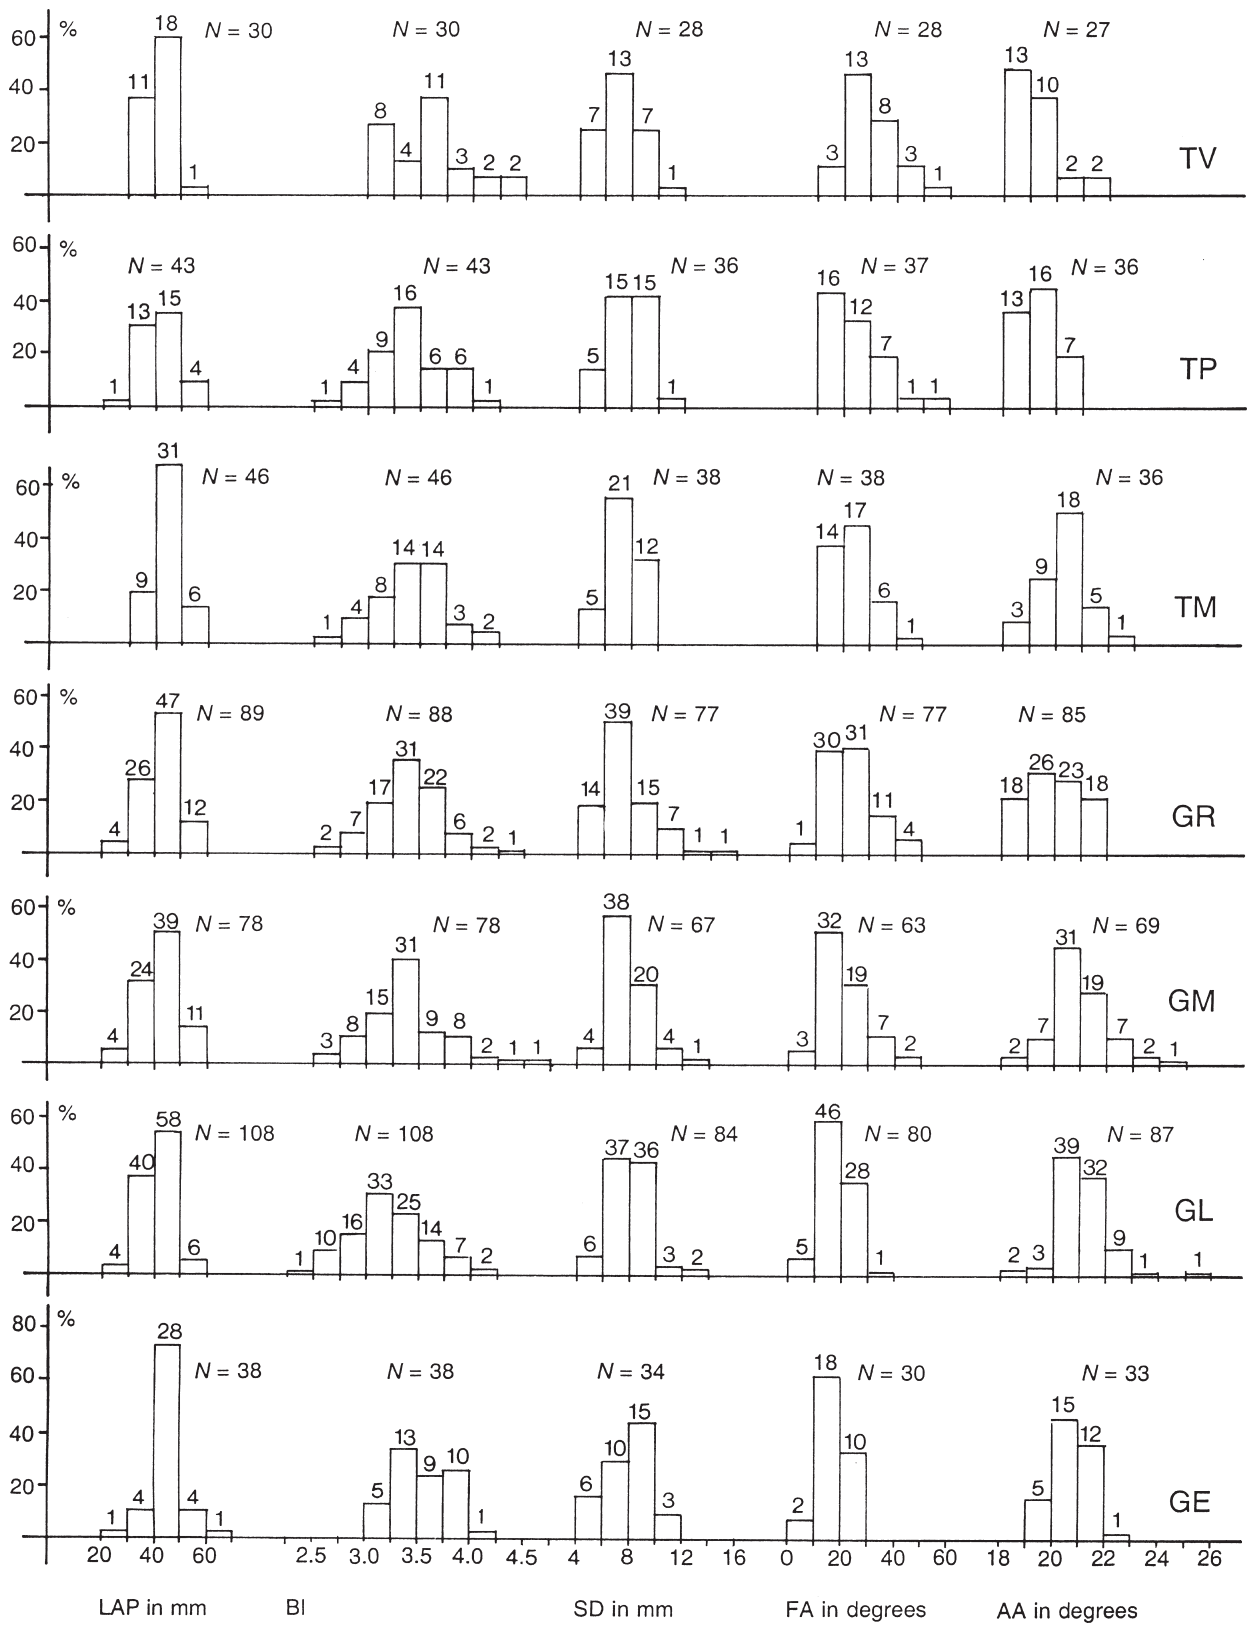 % 18 N = 30 N = 30 N = 28 N = 28 N = 27
60 13 13 13
40 11 11 10
8 7 7 8
20 4 3 2 2 3 3 2 2 TV
1 1 1
60 % N = 43 N = 43 N = 36 N = 37 N = 36
40 13 15 16 15 15 16 12 13 16
20 1 4 1 4 9 6 6 1 5 1 7 1 1 7 TP
31
60 % N = 46 N = 46 21 N = 38 N = 38 18 N = 36
40 14 14 12 14 17
20 9 6 1 4 8 3 2 5 6 1 3 9 5 1 TM
60 % 47 N = 89 N = 88 39 N = 77 N = 77 N = 85
40 26 31 22 30 31 26 23
20 4 12 2 7 17 6 2 1 14 15 7 1 1 1 11 4 18 18 GR
60 % 39 N = 78 N = 78 38 N = 67 32 N = 63 N = 69
40 24 31 20 19 31 19
20 4 11 3 8 15 9 8 2 1 1 4 4 1 3 7 2 2 7 7 2 1 GM
60 % 58 N = 108 N = 108 N = 84 46 N = 80 N = 87
40 40 33 25 37 36 28 39 32
20 4 6 1 10 16 14 7 2 6 3 2 5 1 2 3 9 1 1 GL
80 % 28
60 N = 38 N = 38 N = 34 18 N = 30 N = 33
40 13 9 10 10 15 10 15 12
20 1 4 4 1 5 1 6 3 2 5 1 GE
20 40 60 2.5 3.0 3.5 4.0 4.5 4 8 12 16 0 20 40 60 18 20 22 24 26
LAP in mm BI SD in mm FA in degrees AA in degrees